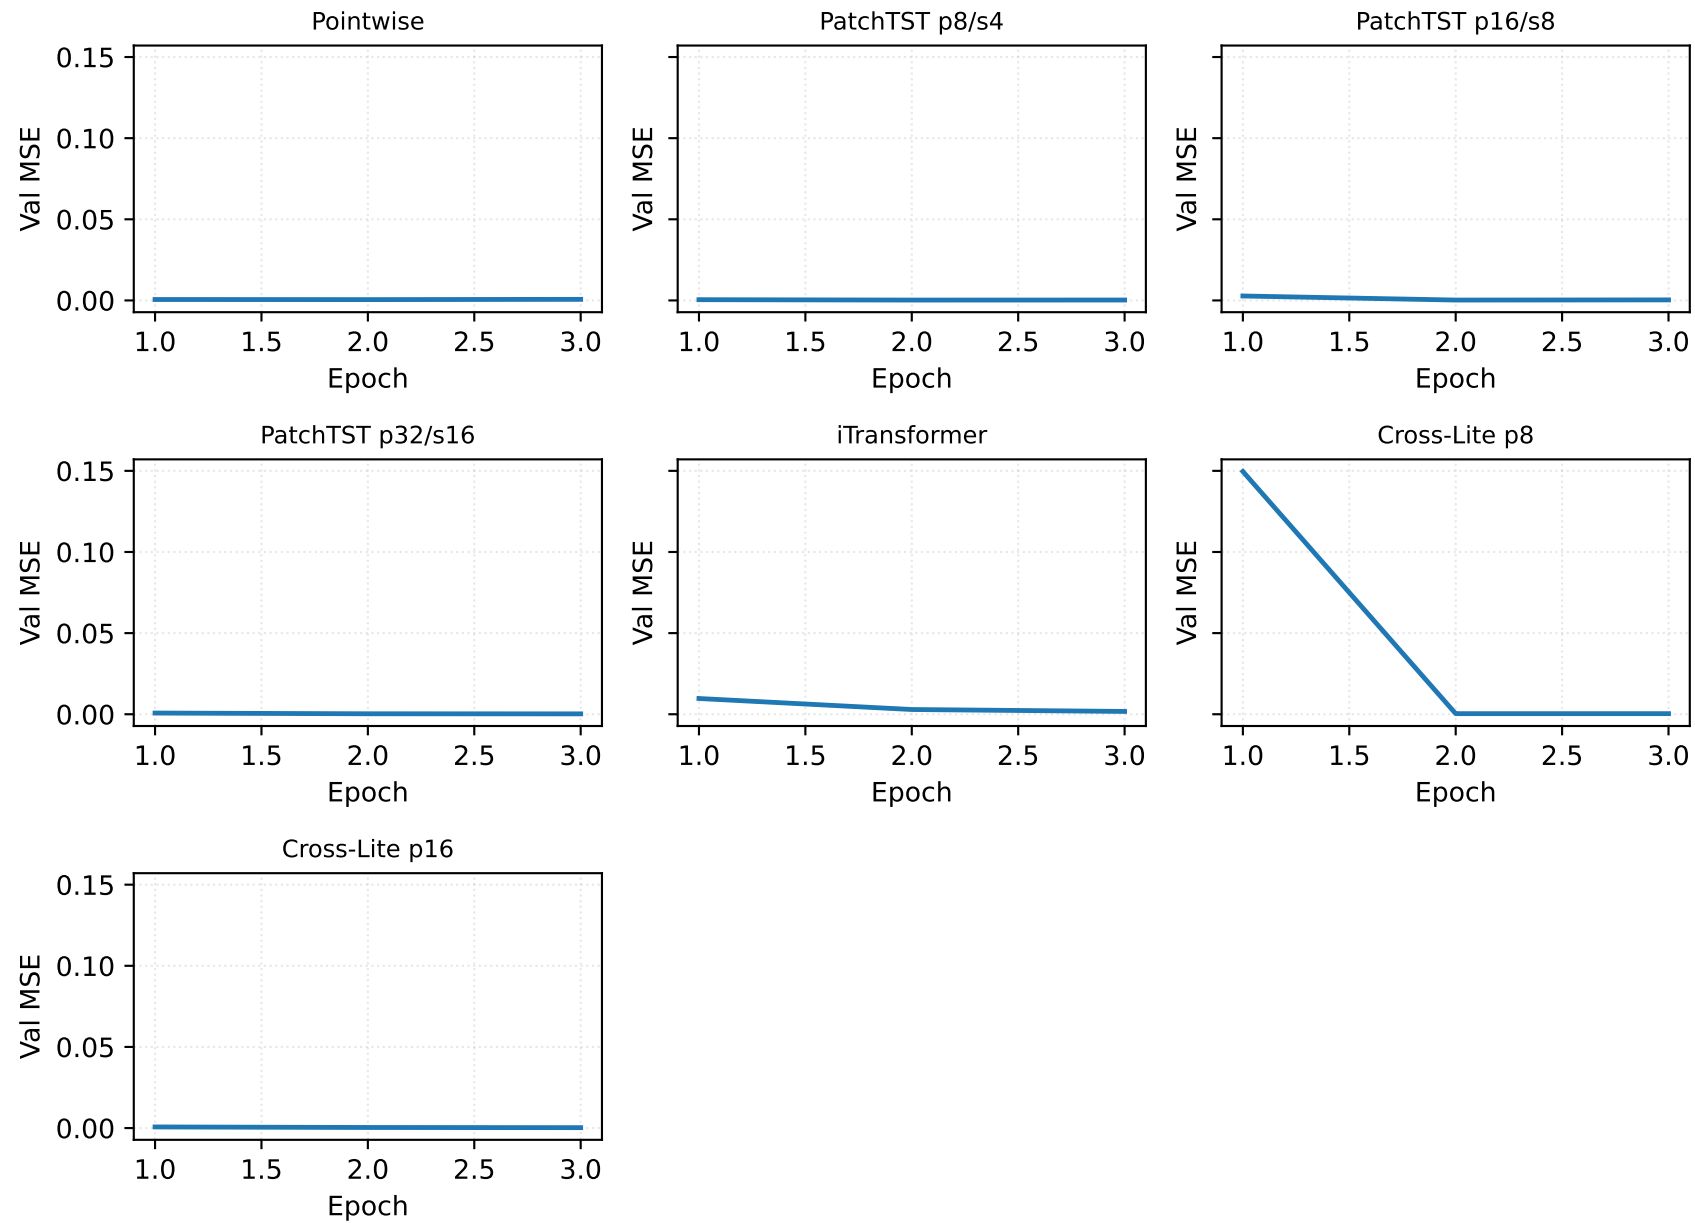 Pointwise
PatchTST p8/s4
PatchTST p16/s8
0.15
0.10
0.05
0.00
Val MSE
Val MSE
Val MSE
1.0 1.5 2.0 2.5 3.0
1.0 1.5 2.0 2.5 3.0
1.0 1.5 2.0 2.5 3.0
Epoch
Epoch
Epoch
PatchTST p32/s16
iTransformer
Cross-Lite p8
0.15
0.10
0.05
0.00
Val MSE
Val MSE
Val MSE
1.0 1.5 2.0 2.5 3.0
1.0 1.5 2.0 2.5 3.0
1.0 1.5 2.0 2.5 3.0
Epoch
Epoch
Epoch
Cross-Lite p16
0.15
0.10
0.05
0.00
Val MSE
1.0 1.5 2.0 2.5 3.0
Epoch